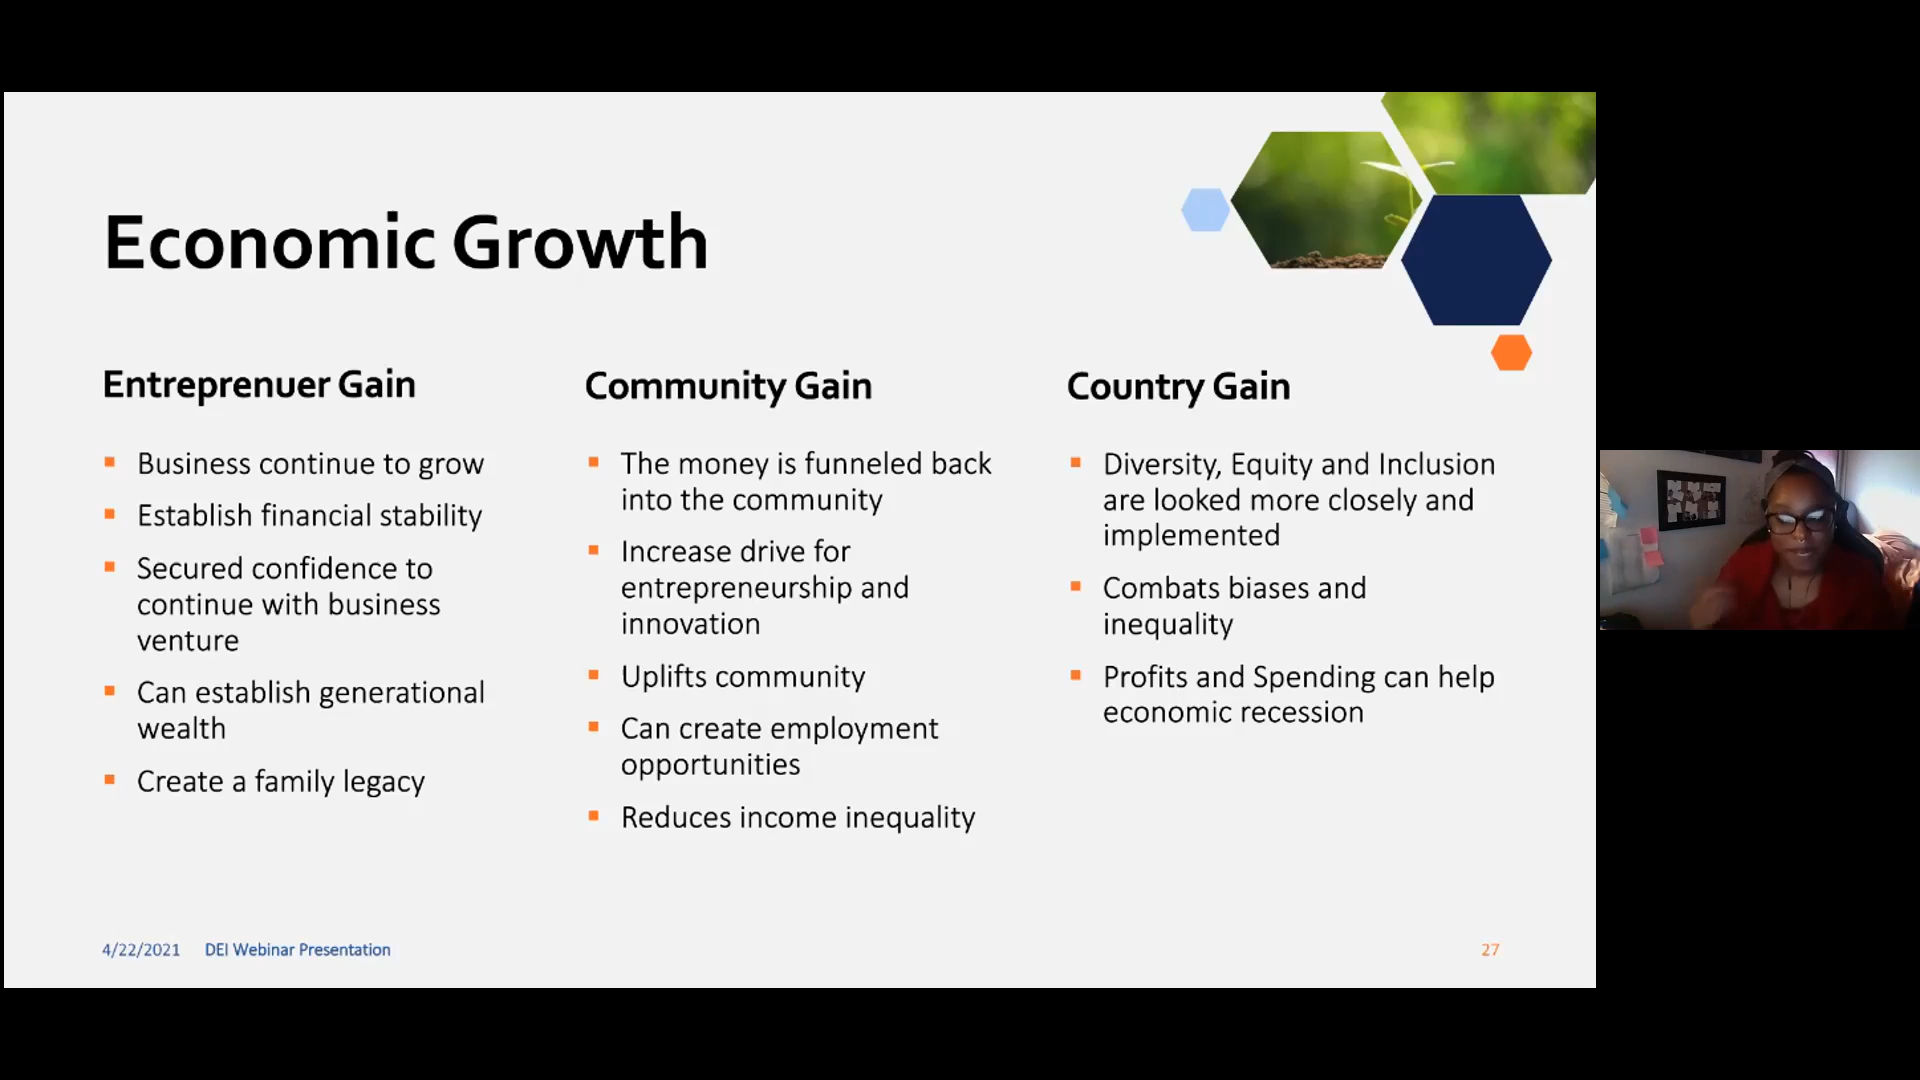 Economic Growth
Entreprenuer Gain
Business continue to grow
Establish financial stability
Secured confidence to
continue with business
venture
Can establish generational
wealth
Create a family legacy
Community Gain
The money is funneled back
into the community
Increase drive for
entrepreneurship and
innovation
Uplifts community
Can create employment
opportunities
Reduces income inequality
Country Gain
Diversity, Equity and Inclusion
are looked more closely and
implemented
Combats biases and
inequality
Profits and Spending can help
economic recession
4/22/2021 DEI Webinar Presentation
27